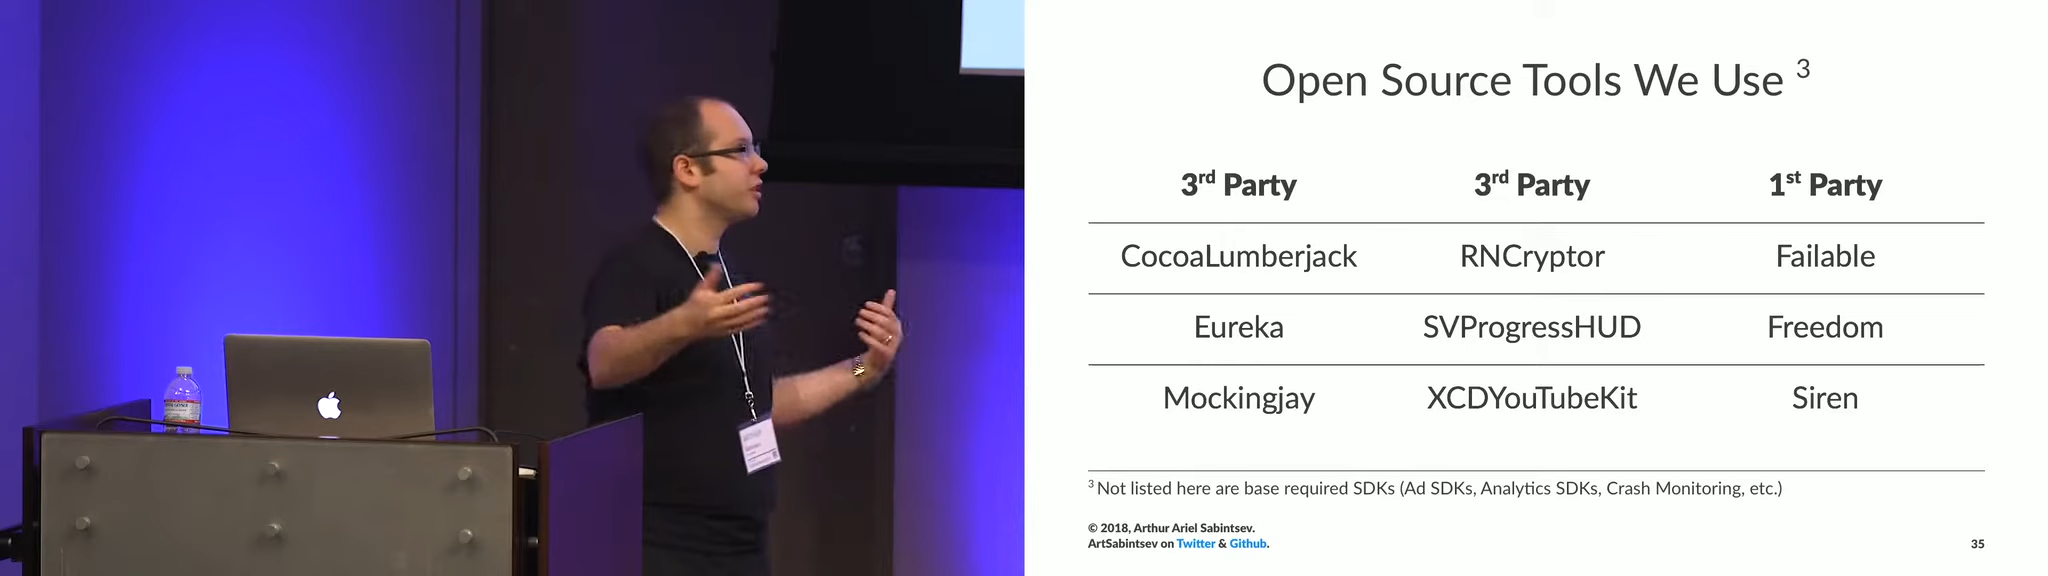 Open Source Tools We Use 3
3rd Party 3rd Party 1st Party
CocoaLumberjack RNCryptor Failable
Eureka SVProgressHUD Freedom
Mockingjay XCDYouTubeKit Siren
3 Not listed here are base required SDKs (Ad SDKs, Analytics SDKs, Crash Monitoring, etc.)
© 2018, Arthur Ariel Sabintsev.
ArtSabintsev on Twitter & Github.
35